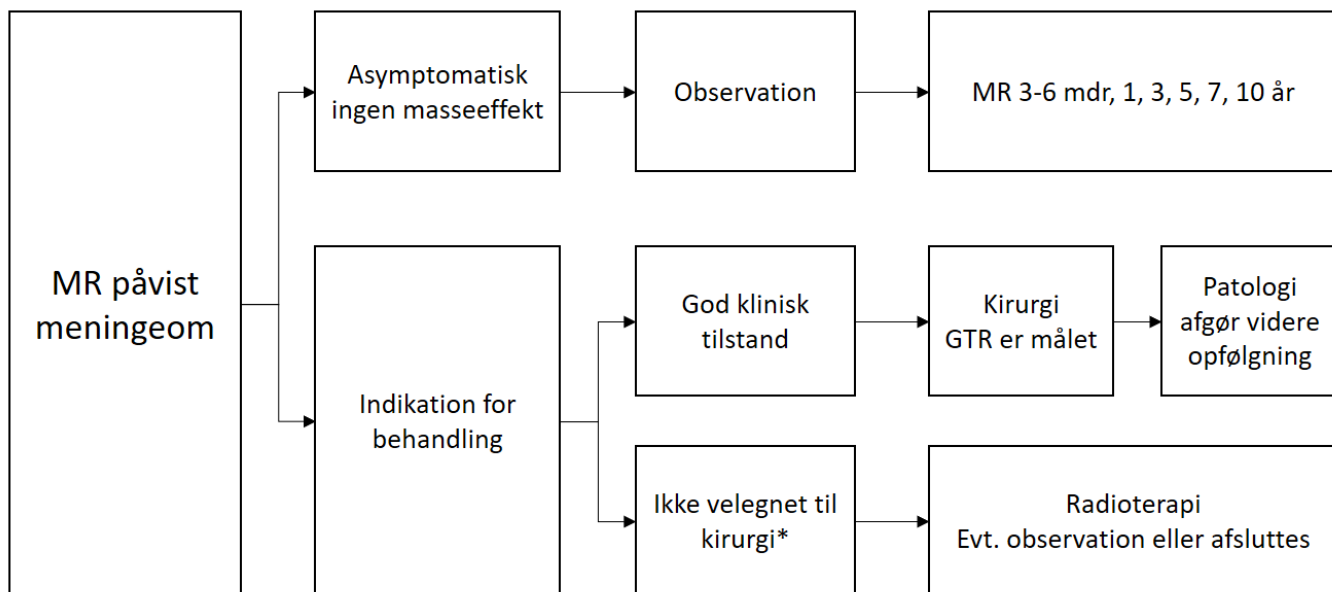 MR påvist
meningeom
Asymptomatisk
ingen masseeffekt
Observation
MR 3-6 mdr, 1, 3, 5, 7, 10 år
Indikation for
behandling
God klinisk
tilstand
Kirurgi
GTR er målet
Patologi
afgør videre
opfølgning
Ikke velegnet til
kirurgi*
Radioterapi
Evt. observation eller afsluttes